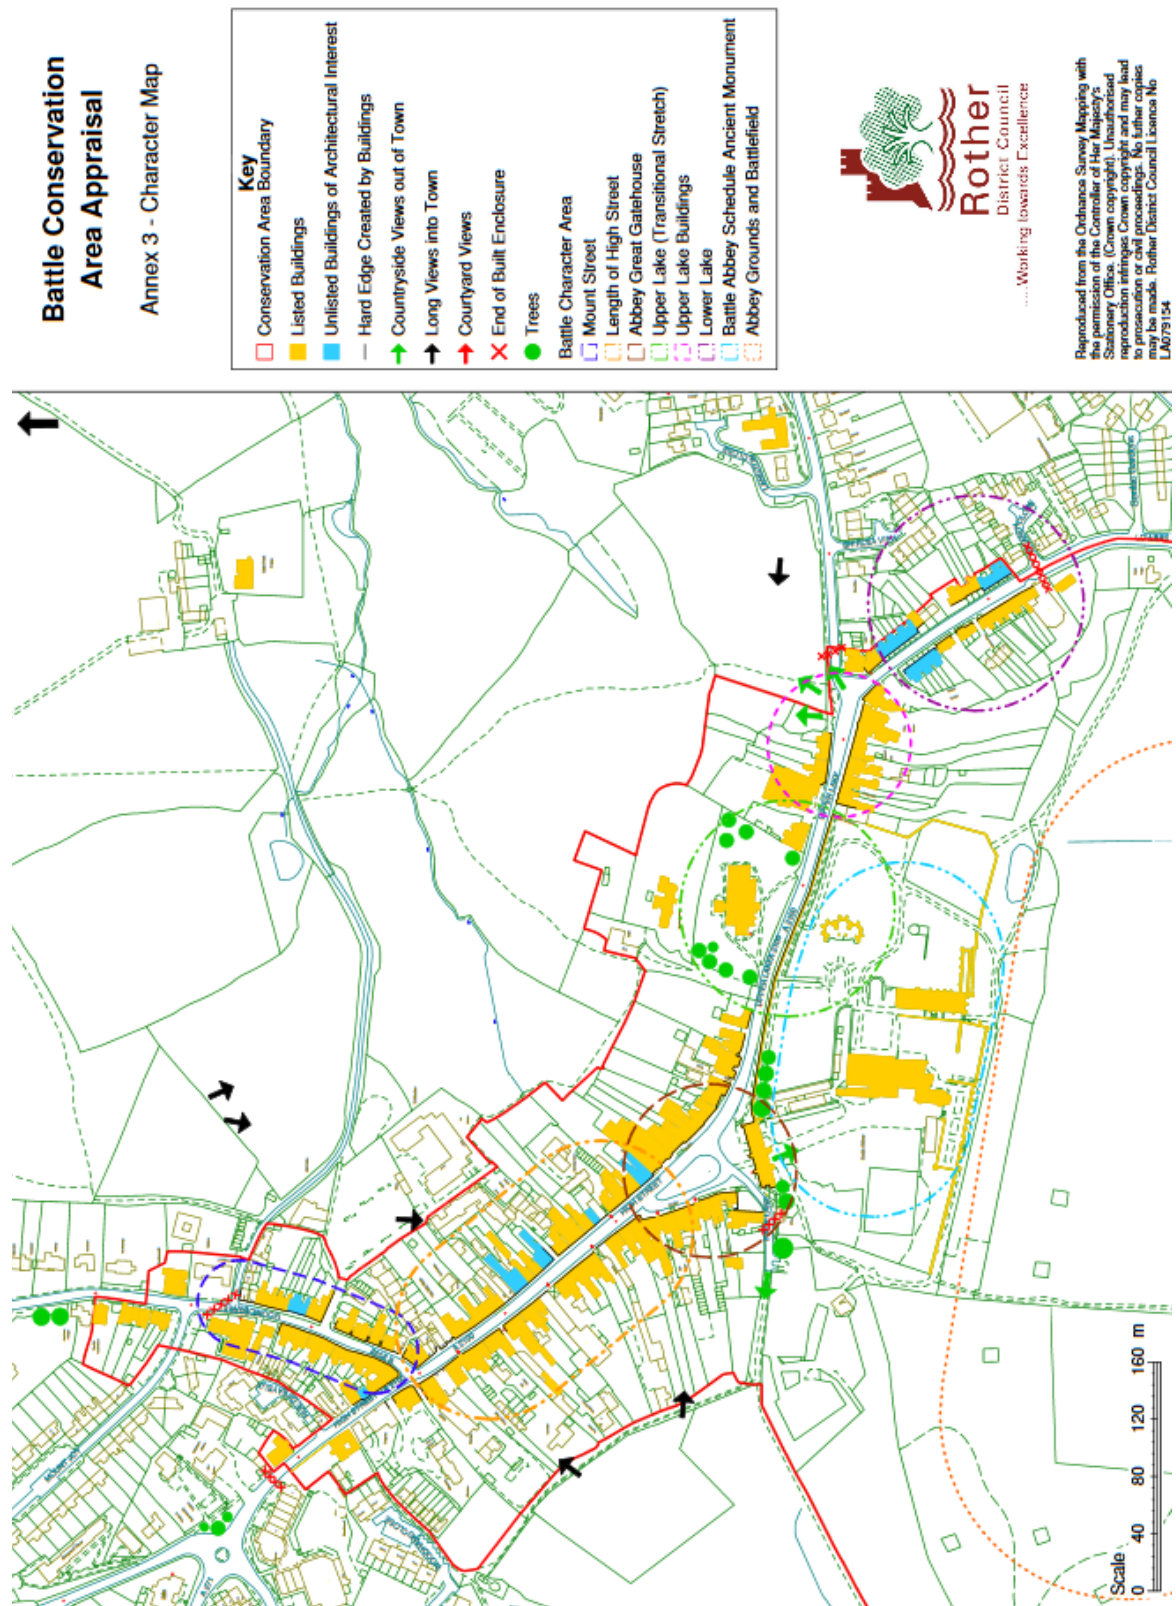 Battle Conservation
Area Appraisal
Annex 3 - Character Map
Key
Conservation Area Boundary
Listed Buildings
Unlisted Buildings of Architectural Interest
Hard Edge Created by Buildings
Countryside Views out of Town
Long Views into Town
Courtyard Views
End of Built Enclosure
Trees
Battle Character Area
Mount Street
Length of High Street
Abbey Great Gatehouse
Upper Lake (Transitional Stretch)
Upper Lake Buildings
Lower Lake
Battle Abbey Schedule Ancient Monument
Abbey Grounds and Battlefield
Rother
District Council
....Working towards Excellence
Reproduced from the Ordnance Survey Mapping with
the permission of the Controller of Her Majesty's
Stationery Office. (Crown copyright). Unauthorised
reproduction infringes Crown copyright and may lead
to prosecution or civil proceedings. No futher copies
may be made. Rother District Council Licence No
LA079154
HIGH STREET
A2100
UPPER LAKE
Scale
0 40 80 120 160 m